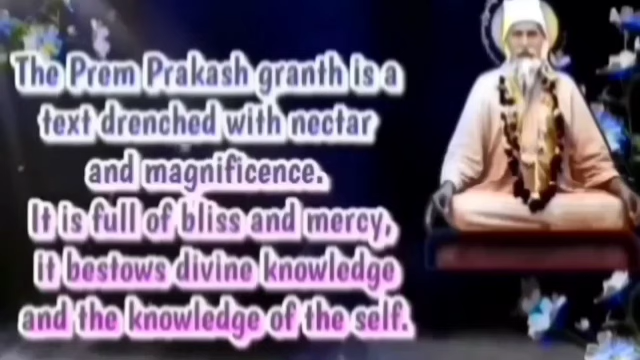 The Prem Prakash granth is a
text drenched with nectar
and magnificence.
It is full of bliss and mercy,
it bestows divine knowledge
and the knowledge of the self.